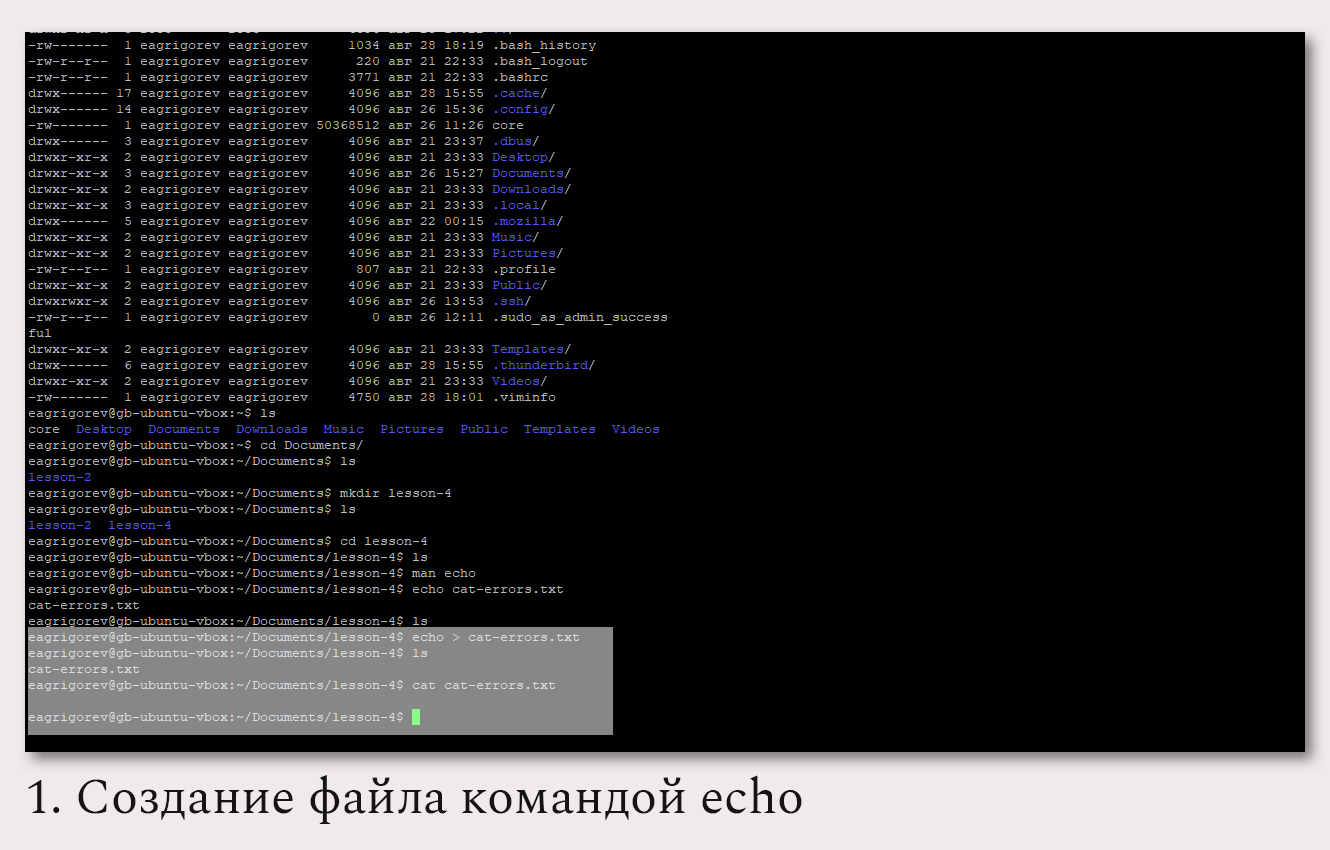 -rw------- 1 eagrigorev eagrigorev 1034 авг 28 18:19 .bash_history
-rw-r--r-- 1 eagrigorev eagrigorev 220 авг 21 22:33 .bash_logout
-rw-r--r-- 1 eagrigorev eagrigorev 3771 авг 21 22:33 .bashrc
drwx------ 17 eagrigorev eagrigorev 4096 авг 28 15:55 .cache/
drwx------ 14 eagrigorev eagrigorev 4096 авг 26 15:36 .config/
-rw------- 1 eagrigorev eagrigorev 50368512 авг 26 11:26 core
drwx------ 3 eagrigorev eagrigorev 4096 авг 21 23:37 .dbus/
drwxr-xr-x 2 eagrigorev eagrigorev 4096 авг 21 23:33 Desktop/
drwxr-xr-x 3 eagrigorev eagrigorev 4096 авг 26 15:27 Documents/
drwxr-xr-x 2 eagrigorev eagrigorev 4096 авг 21 23:33 Downloads/
drwxr-xr-x 3 eagrigorev eagrigorev 4096 авг 21 23:33 .local/
drwx------ 5 eagrigorev eagrigorev 4096 авг 22 00:15 .mozilla/
drwxr-xr-x 2 eagrigorev eagrigorev 4096 авг 21 23:33 Music/
drwxr-xr-x 2 eagrigorev eagrigorev 4096 авг 21 23:33 Pictures/
-rw-r--r-- 1 eagrigorev eagrigorev 807 авг 21 22:33 .profile
drwxr-xr-x 2 eagrigorev eagrigorev 4096 авг 21 23:33 Public/
drwxrwxr-x 2 eagrigorev eagrigorev 4096 авг 26 13:53 .ssh/
-rw-r--r-- 1 eagrigorev eagrigorev 0 авг 26 12:11 .sudo_as_admin_success
ful
drwxr-xr-x 2 eagrigorev eagrigorev 4096 авг 21 23:33 Templates/
drwx------ 6 eagrigorev eagrigorev 4096 авг 28 15:55 .thunderbird/
drwxr-xr-x 2 eagrigorev eagrigorev 4096 авг 21 23:33 Videos/
-rw------- 1 eagrigorev eagrigorev 4750 авг 28 18:01 .viminfo
eagrigorev@gb-ubuntu-vbox:~$ ls
core Desktop Documents Downloads Music Pictures Public Templates Videos
eagrigorev@gb-ubuntu-vbox:~$ cd Documents/
eagrigorev@gb-ubuntu-vbox:~/Documents$ ls
lesson-2
eagrigorev@gb-ubuntu-vbox:~/Documents$ mkdir lesson-4
eagrigorev@gb-ubuntu-vbox:~/Documents$ ls
lesson-2 lesson-4
eagrigorev@gb-ubuntu-vbox:~/Documents$ cd lesson-4
eagrigorev@gb-ubuntu-vbox:~/Documents/lesson-4$ ls
eagrigorev@gb-ubuntu-vbox:~/Documents/lesson-4$ man echo
eagrigorev@gb-ubuntu-vbox:~/Documents/lesson-4$ echo cat-errors.txt
cat-errors.txt
eagrigorev@gb-ubuntu-vbox:~/Documents/lesson-4$ ls
eagrigorev@gb-ubuntu-vbox:~/Documents/lesson-4$ echo > cat-errors.txt
eagrigorev@gb-ubuntu-vbox:~/Documents/lesson-4$ ls
cat-errors.txt
eagrigorev@gb-ubuntu-vbox:~/Documents/lesson-4$ cat cat-errors.txt
eagrigorev@gb-ubuntu-vbox:~/Documents/lesson-4$
1. Создание файла командой echo